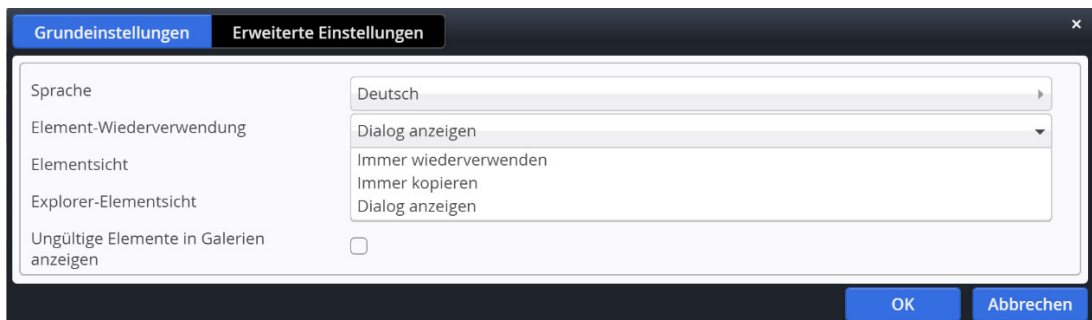 Grundeinstellungen Erweiterte Einstellungen
Sprache Deutsch
Element-Wiederverwendung Dialog anzeigen
Elementsicht Immer wiederverwenden
Immer kopieren
Explorer-Elementsicht Dialog anzeigen
Ungültige Elemente in Galerien
anzeigen
OK Abbrechen